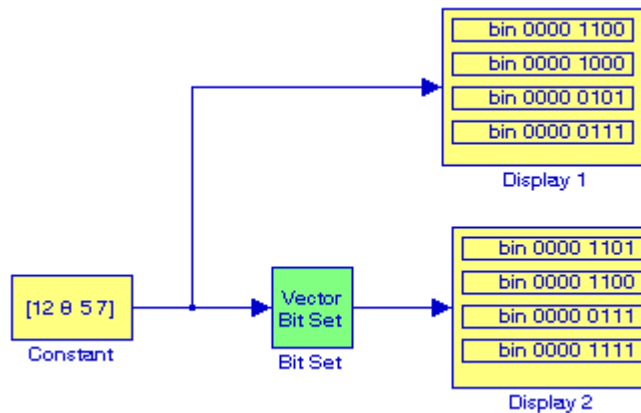 bin 0000 1100
bin 0000 1000
bin 0000 0101
bin 0000 0111
Display 1
[12 8 5 7]
Constant
Vector
Bit Set
Bit Set
bin 0000 1101
bin 0000 1100
bin 0000 0111
bin 0000 1111
Display 2